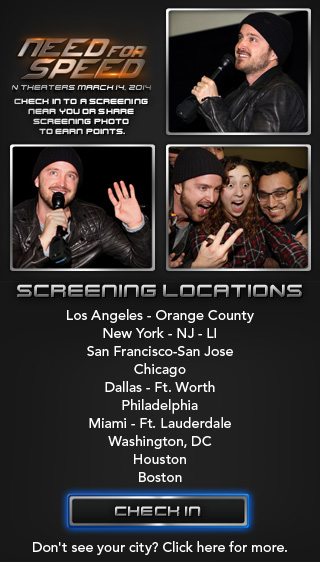 NEED FOR
SPEED
N THEATERS MARCH 14, 2014
CHECK IN TO A SCREENING
NEAR YOU OR SHARE
SCREENING PHOTO
TO EARN POINTS.
SCREENING LOCATIONS
Los Angeles - Orange County
New York - NJ - LI
San Francisco-San Jose
Chicago
Dallas - Ft. Worth
Philadelphia
Miami - Ft. Lauderdale
Washington, DC
Houston
Boston
CHECK IN
Don't see your city? Click here for more.